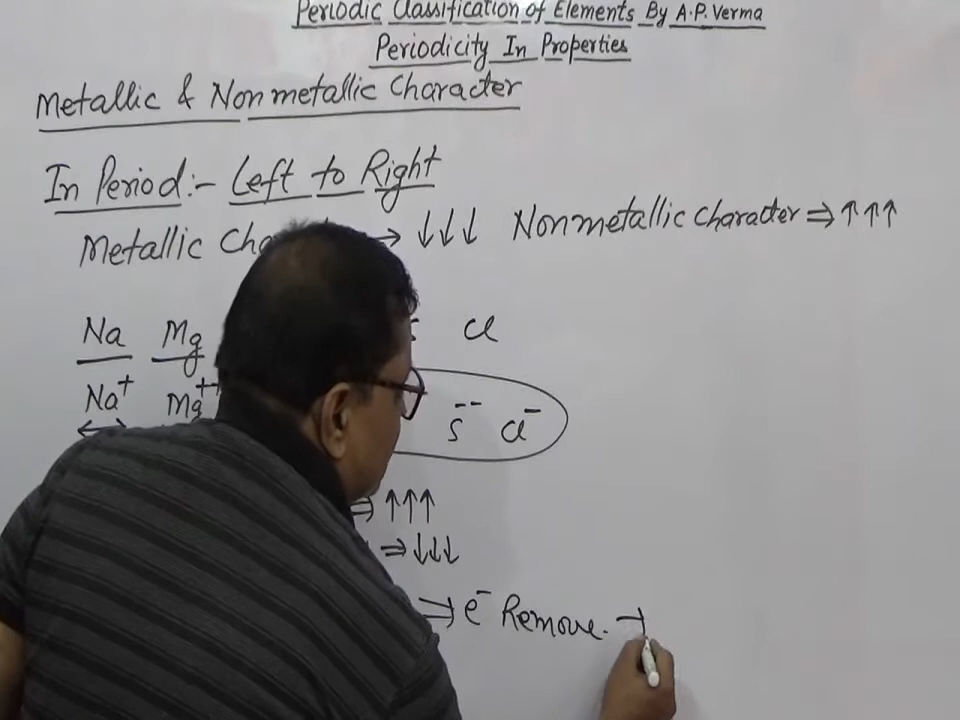 Periodic Classification of Elements By A.P. Verma
Periodicity In Properties
Metallic & Nonmetallic Character
In Period:- Left to Right
Metallic Cha → ↓↓↓ Nonmetallic Character ⇒ ↑↑↑
Na Mg Cl
Na⁺ Mg⁺⁺ S⁻⁻ Cl⁻
⇒ ↑↑↑
⇒ ↓↓↓
⇒ e⁻ Remove.